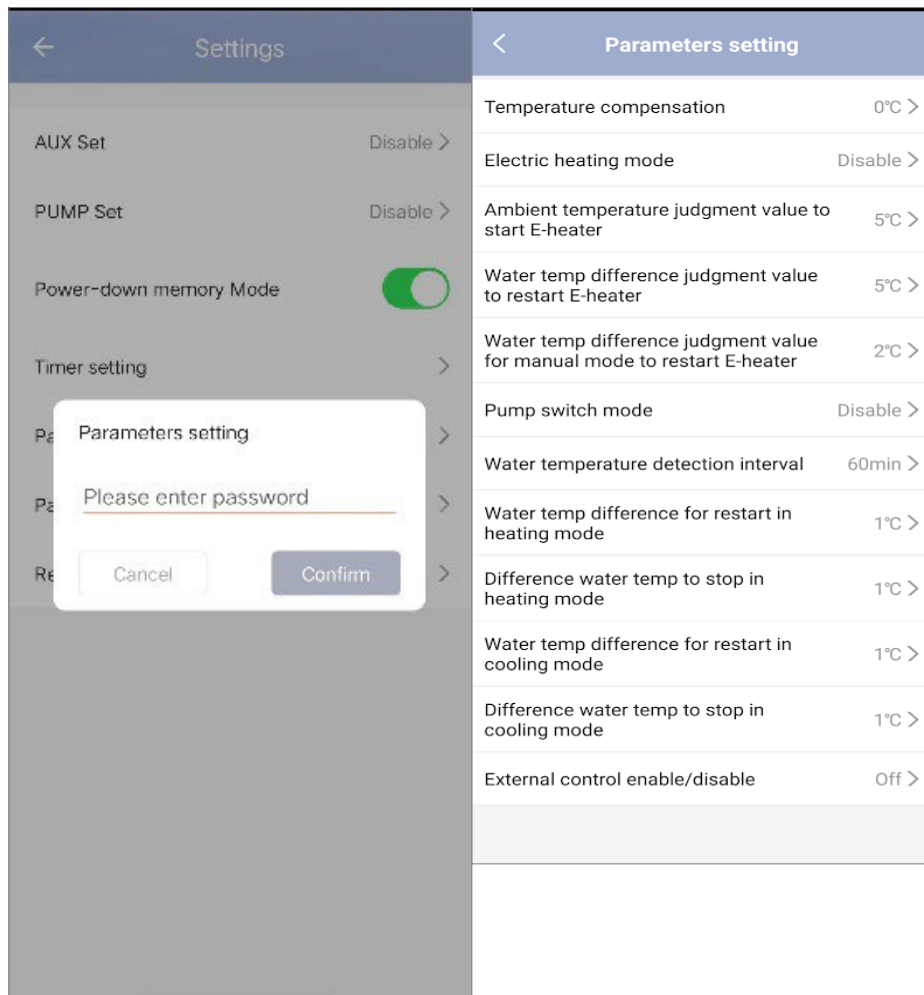 Settings
AUX Set
Disable
PUMP Set
Disable
Power-down memory Mode
Timer setting
Pa
Parameters setting
Pa
Please enter password
Re
Cancel
Confirm
Parameters setting
Temperature compensation
0℃
Electric heating mode
Disable
Ambient temperature judgment value to
start E-heater
5℃
Water temp difference judgment value
to restart E-heater
5℃
Water temp difference judgment value
for manual mode to restart E-heater
2℃
Pump switch mode
Disable
Water temperature detection interval
60min
Water temp difference for restart in
heating mode
1℃
Difference water temp to stop in
heating mode
1℃
Water temp difference for restart in
cooling mode
1℃
Difference water temp to stop in
cooling mode
1℃
External control enable/disable
Off